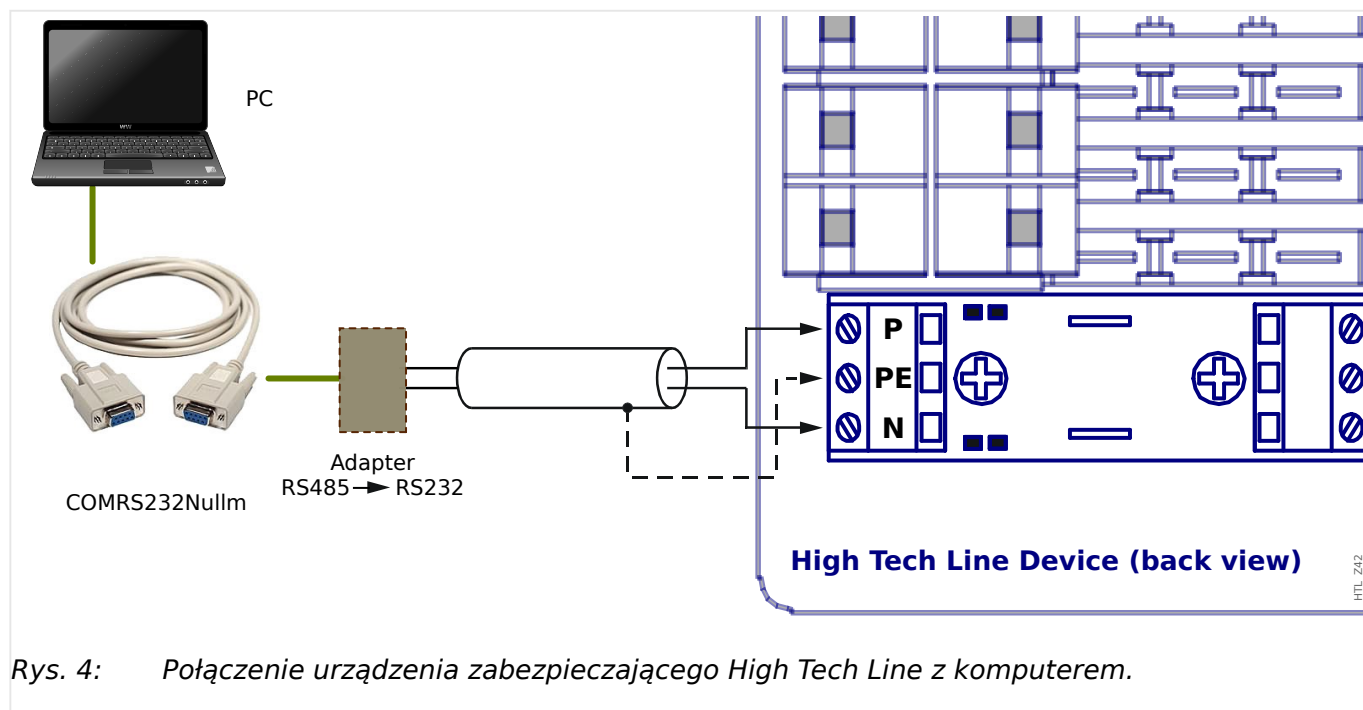 PC
P
PE
N
Adapter
RS485 → RS232
COMRS232Nullm
High Tech Line Device (back view)
HTL_Z42
Rys. 4: Połączenie urządzenia zabezpieczającego High Tech Line z komputerem.